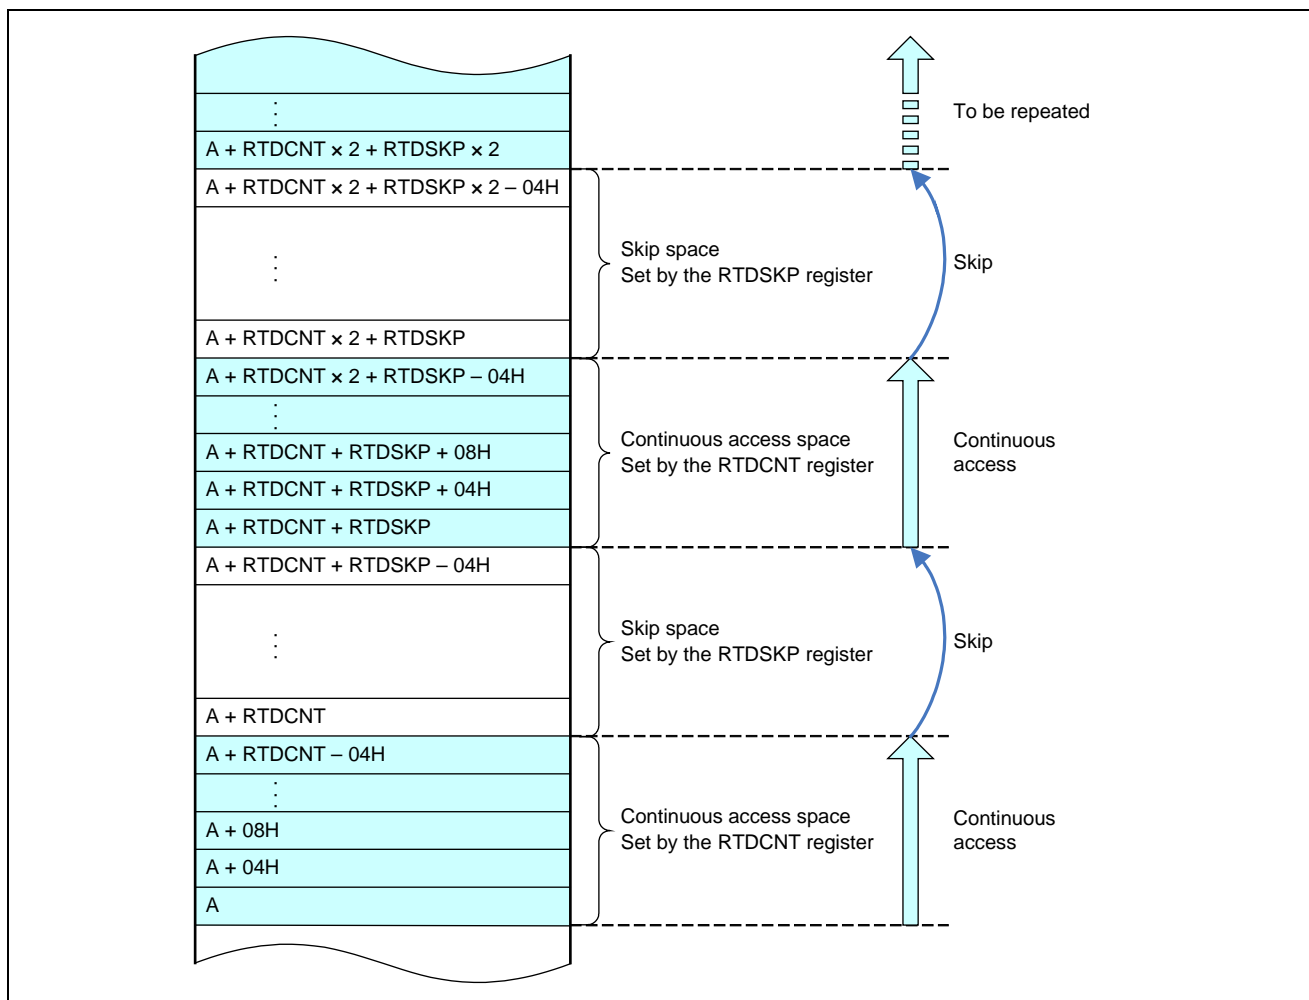 ⋮
To be repeated
A + RTDCNT × 2 + RTDSKP × 2
A + RTDCNT × 2 + RTDSKP × 2 – 04H
⋮
Skip space
Set by the RTDSKP register
Skip
A + RTDCNT × 2 + RTDSKP
A + RTDCNT × 2 + RTDSKP – 04H
⋮
A + RTDCNT + RTDSKP + 08H
A + RTDCNT + RTDSKP + 04H
A + RTDCNT + RTDSKP
Continuous access space
Set by the RTDCNT register
Continuous
access
A + RTDCNT + RTDSKP – 04H
⋮
Skip space
Set by the RTDSKP register
Skip
A + RTDCNT
A + RTDCNT – 04H
⋮
A + 08H
A + 04H
A
Continuous access space
Set by the RTDCNT register
Continuous
access